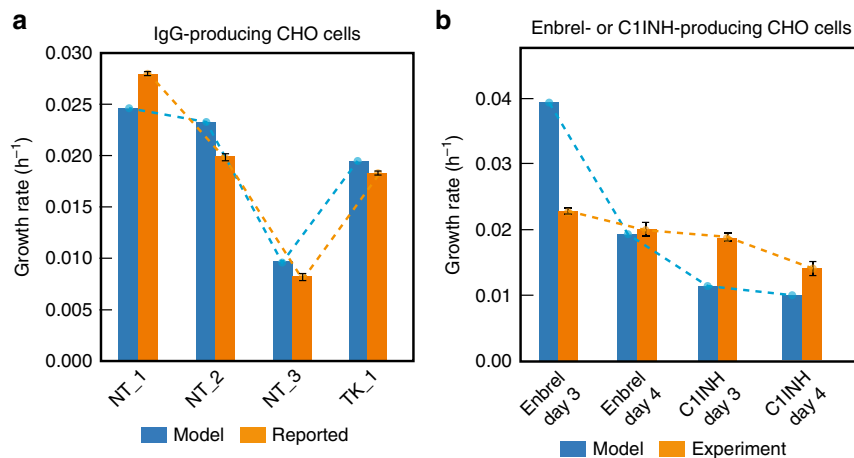 a
IgG-producing CHO cells
Growth rate (h⁻¹)
0.030
0.025
0.020
0.015
0.010
0.005
0.000
NT_1
NT_2
NT_3
TK_1
Model
Reported
b
Enbrel- or C1INH-producing CHO cells
Growth rate (h⁻¹)
0.04
0.03
0.02
0.01
0.00
Enbrel
day 3
Enbrel
day 4
C1INH
day 3
C1INH
day 4
Model
Experiment